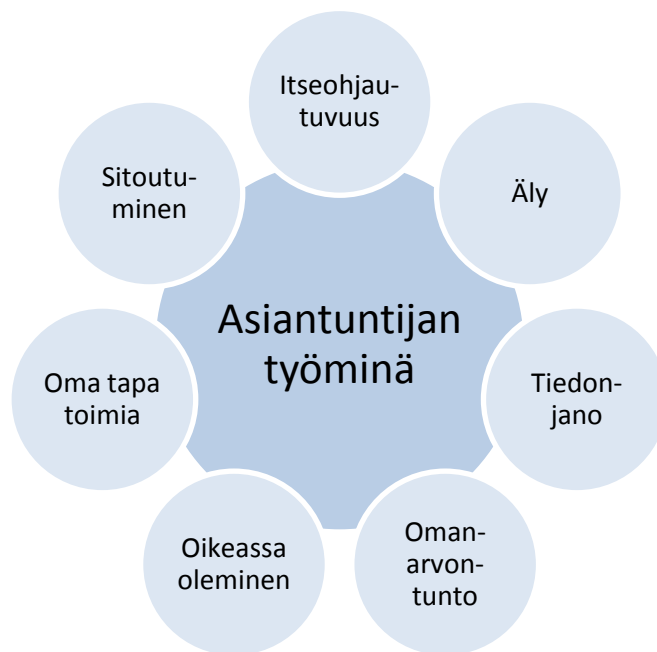 Itseohjau-
tuvuus
Äly
Tiedon-
jano
Oman-
arvon-
tunto
Oikeassa
oleminen
Oma tapa
toimia
Sitoutu-
minen
Asiantuntijan
työminä